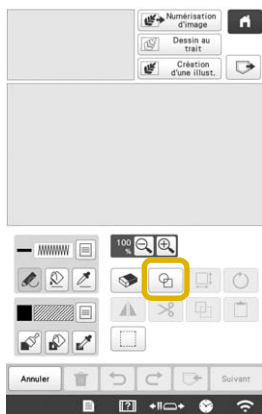 Numérisation
d'image
Dessin au
trait
Création
d'une illust.
100
%
Annuler
Suivant